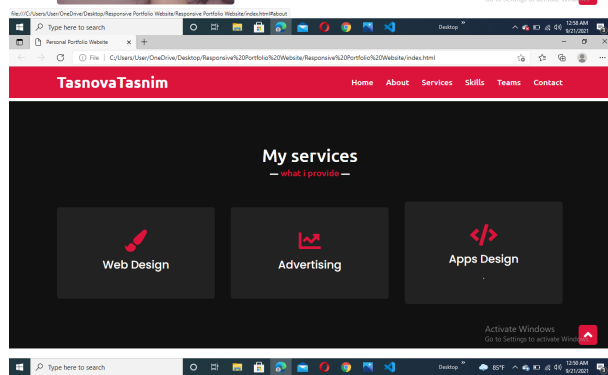 file:///C:/Users/User/OneDrive/Desktop/Responsive Portfolio Website/Responsive Portfolio Website/index.html#about
Type here to search
Desktop
12:58 AM
9/21/2021
Personal Portfolio Website
File | C:/Users/User/OneDrive/Desktop/Responsive%20Portfolio%20Website/Responsive%20Portfolio%20Website/index.html
TasnovaTasnim Home About Services Skills Teams Contact
My services
what i provide
Web Design Advertising Apps Design
.
Activate Windows
Go to Settings to activate Windows
Type here to search
Desktop
85°F
12:50 AM
9/21/2021